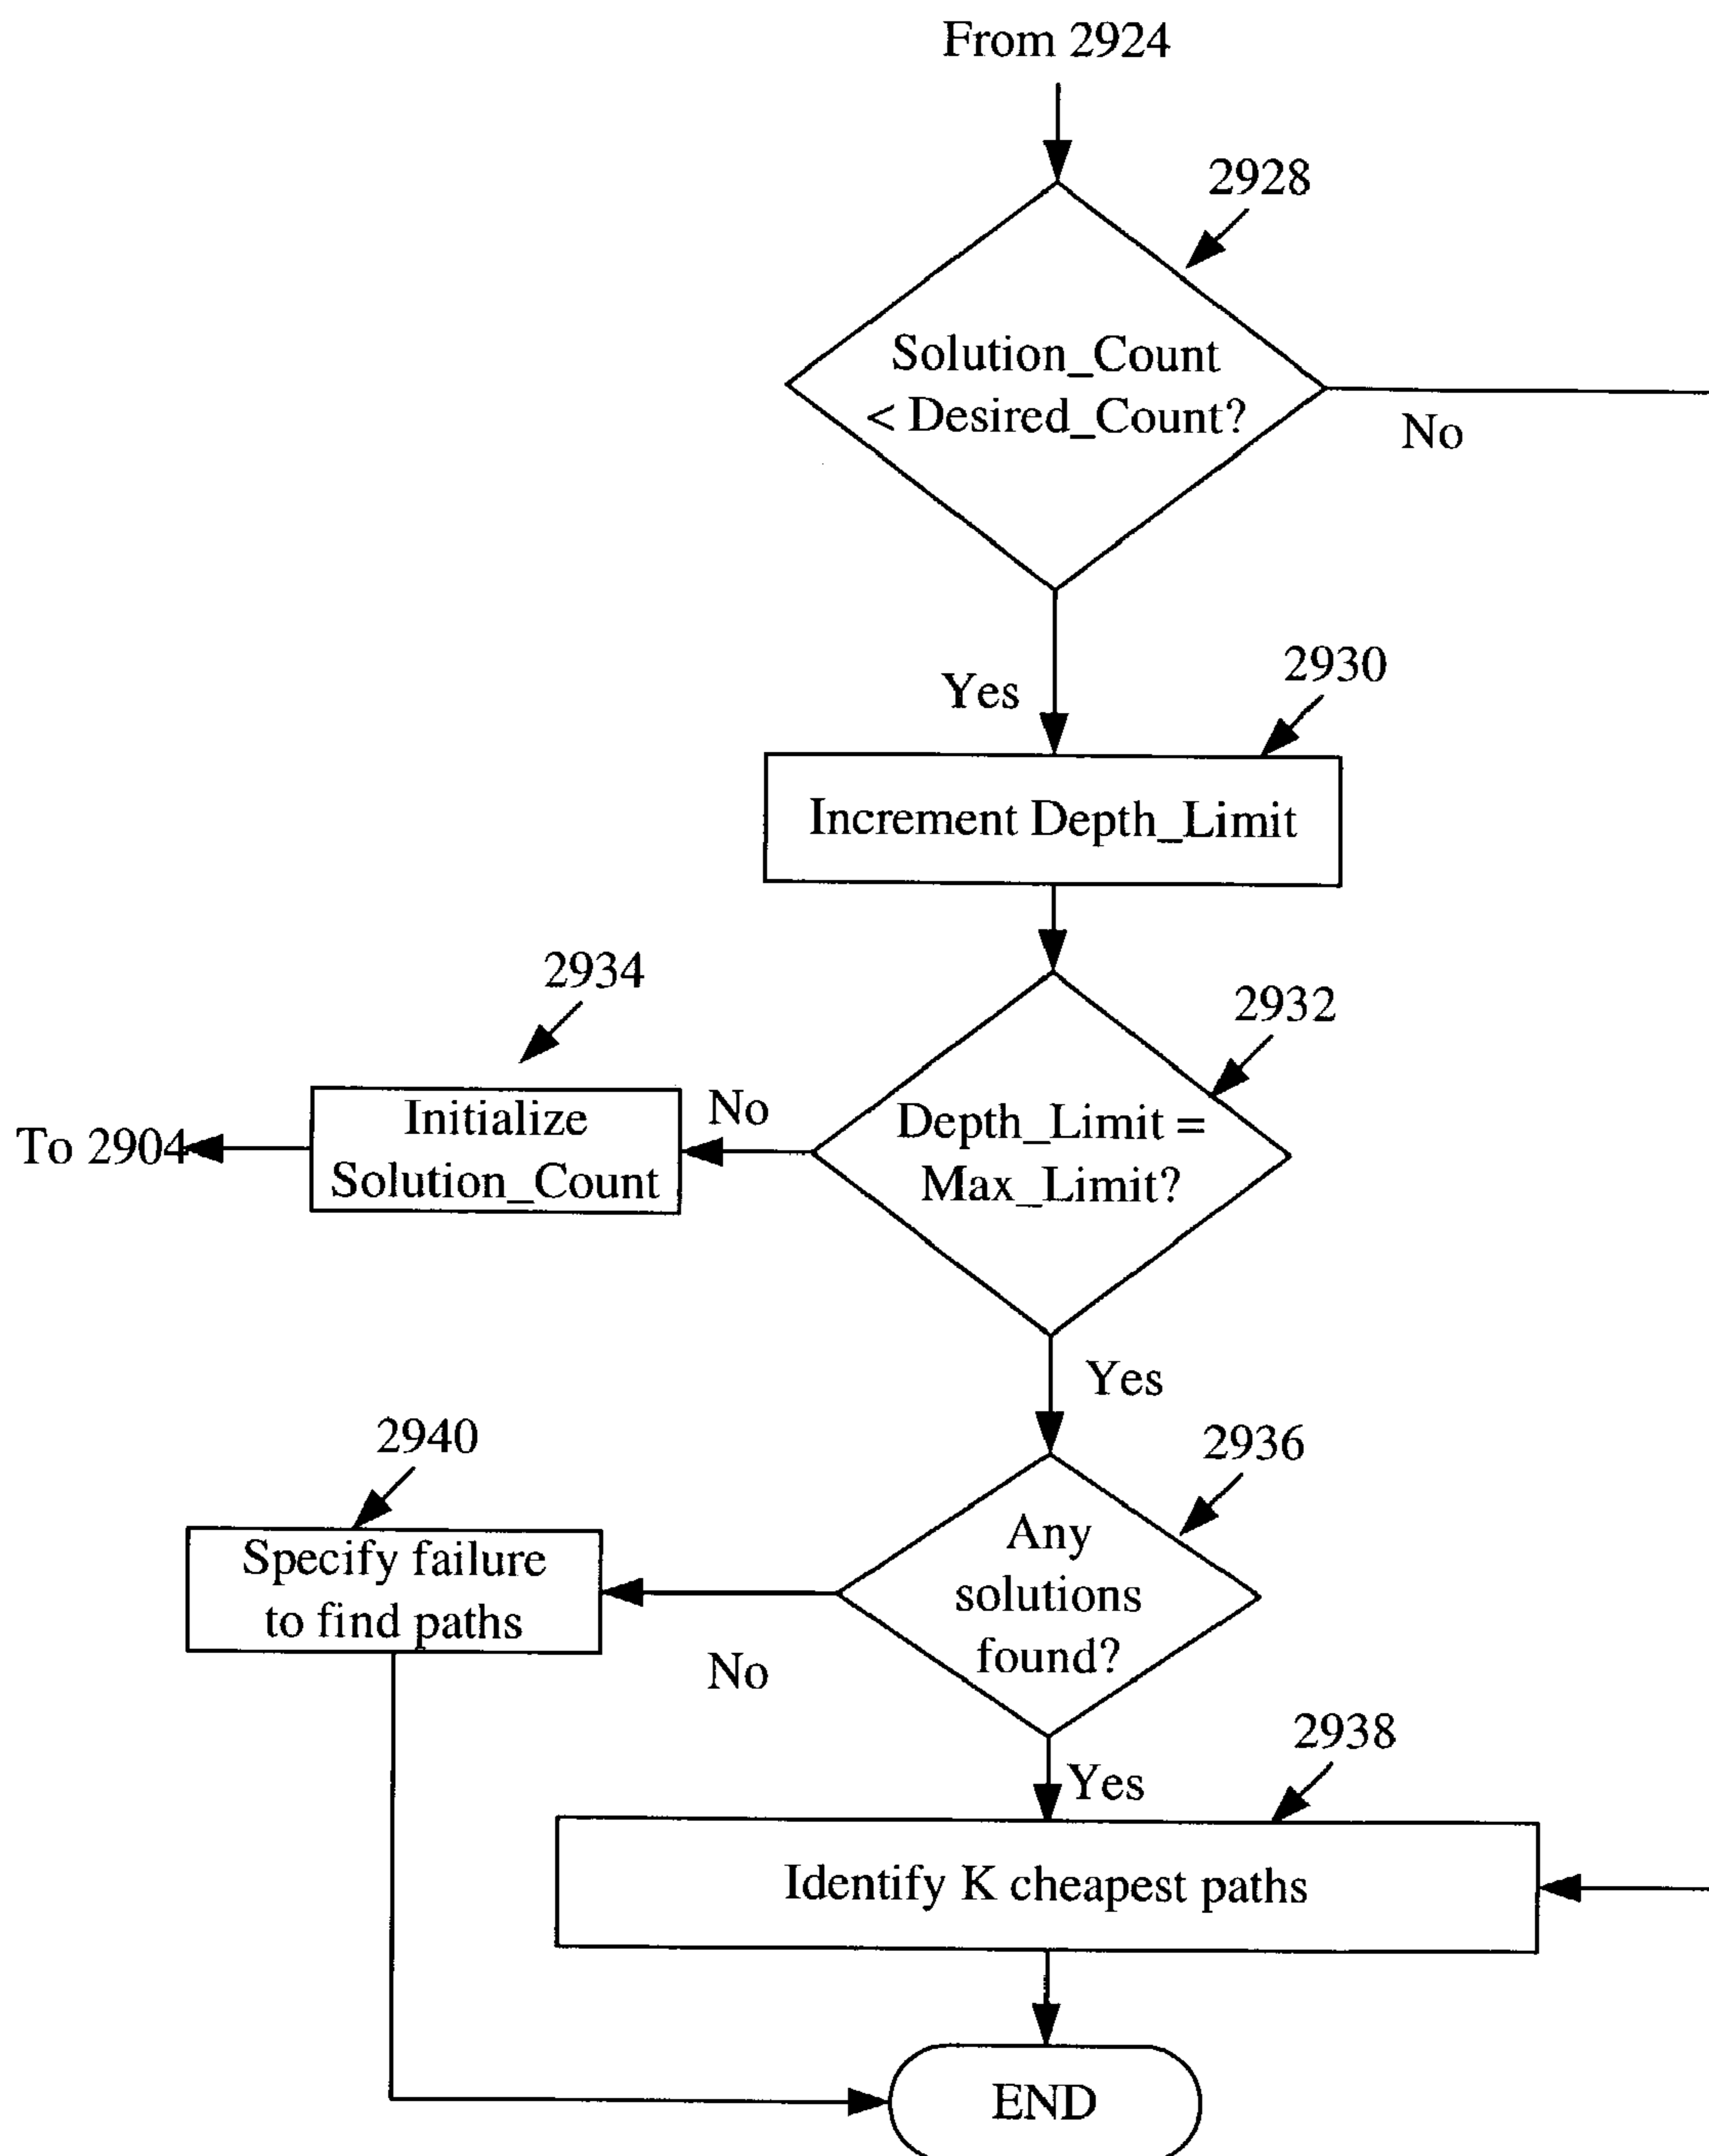 From 2924
2928
Solution_Count
< Desired_Count?
No
Yes
2930
Increment Depth_Limit
2934
2932
Initialize
Solution_Count
No
Depth_Limit =
Max_Limit?
To 2904
Yes
2940
2936
Specify failure
to find paths
Any
solutions
found?
No
2938
Yes
Identify K cheapest paths
END